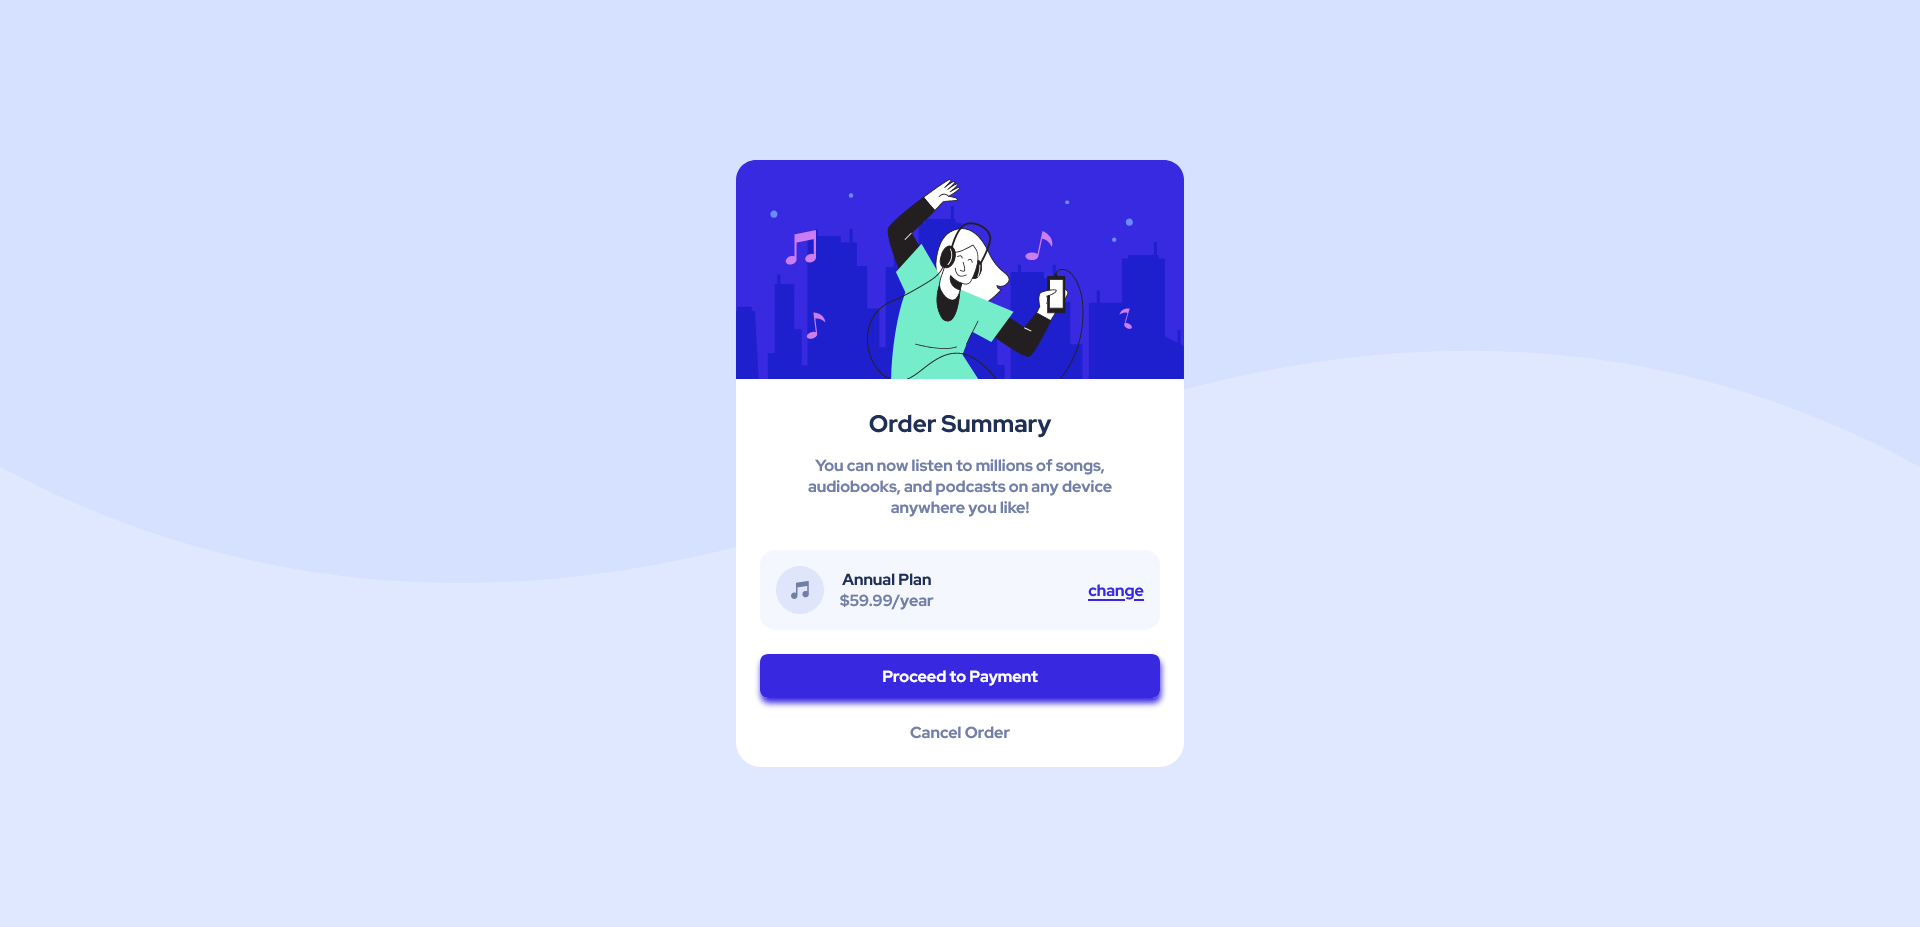 Order Summary
You can now listen to millions of songs,
audiobooks, and podcasts on any device
anywhere you like!
Annual Plan
$59.99/year
change
Proceed to Payment
Cancel Order